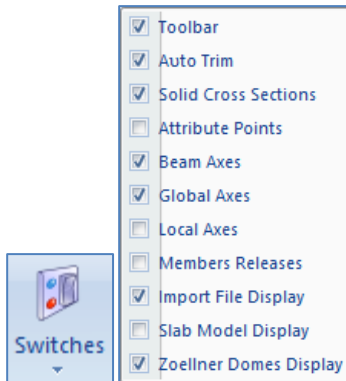 Toolbar
Auto Trim
Solid Cross Sections
Attribute Points
Beam Axes
Global Axes
Local Axes
Members Releases
Import File Display
Slab Model Display
Zoellner Domes Display
Switches